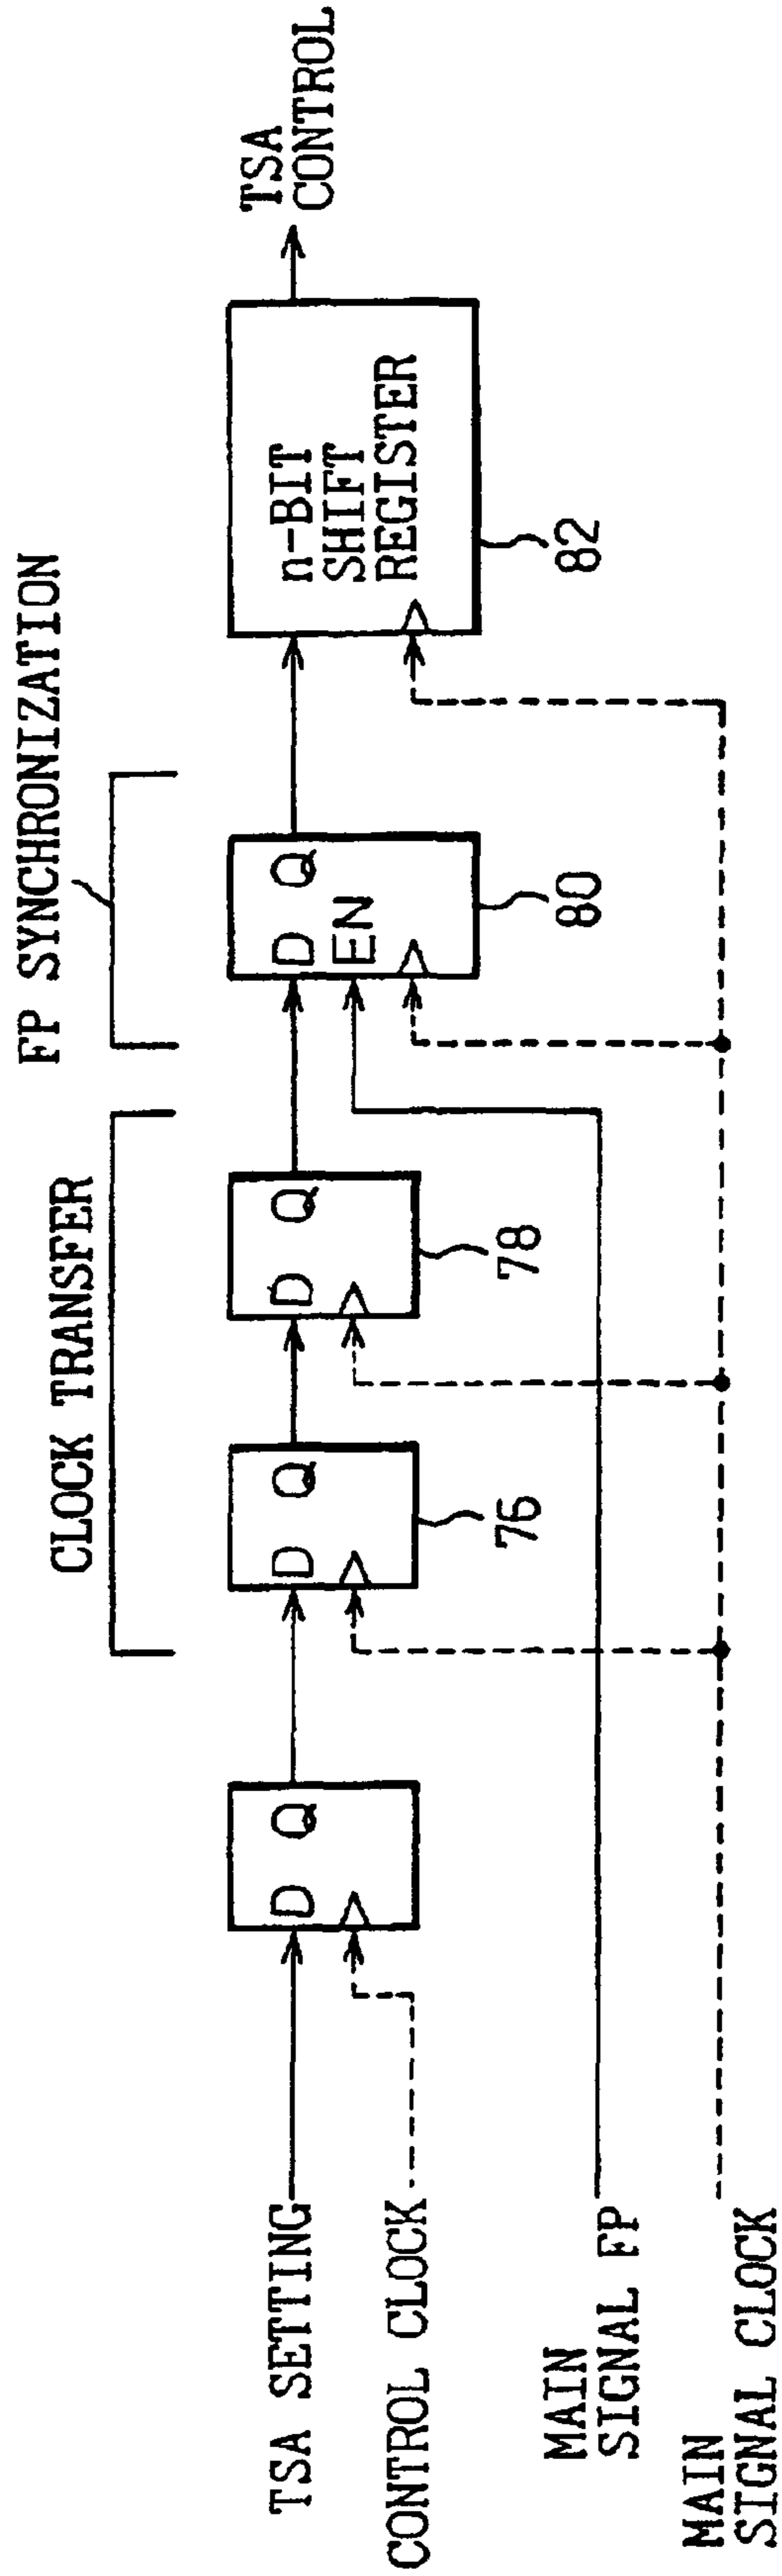 FP SYNCHRONIZATION
CLOCK TRANSFER
TSA SETTING
D Q
D Q
D Q
D Q
EN
n-BIT
SHIFT
REGISTER
TSA
CONTROL
CONTROL CLOCK
76
78
80
82
MAIN
SIGNAL FP
MAIN
SIGNAL CLOCK